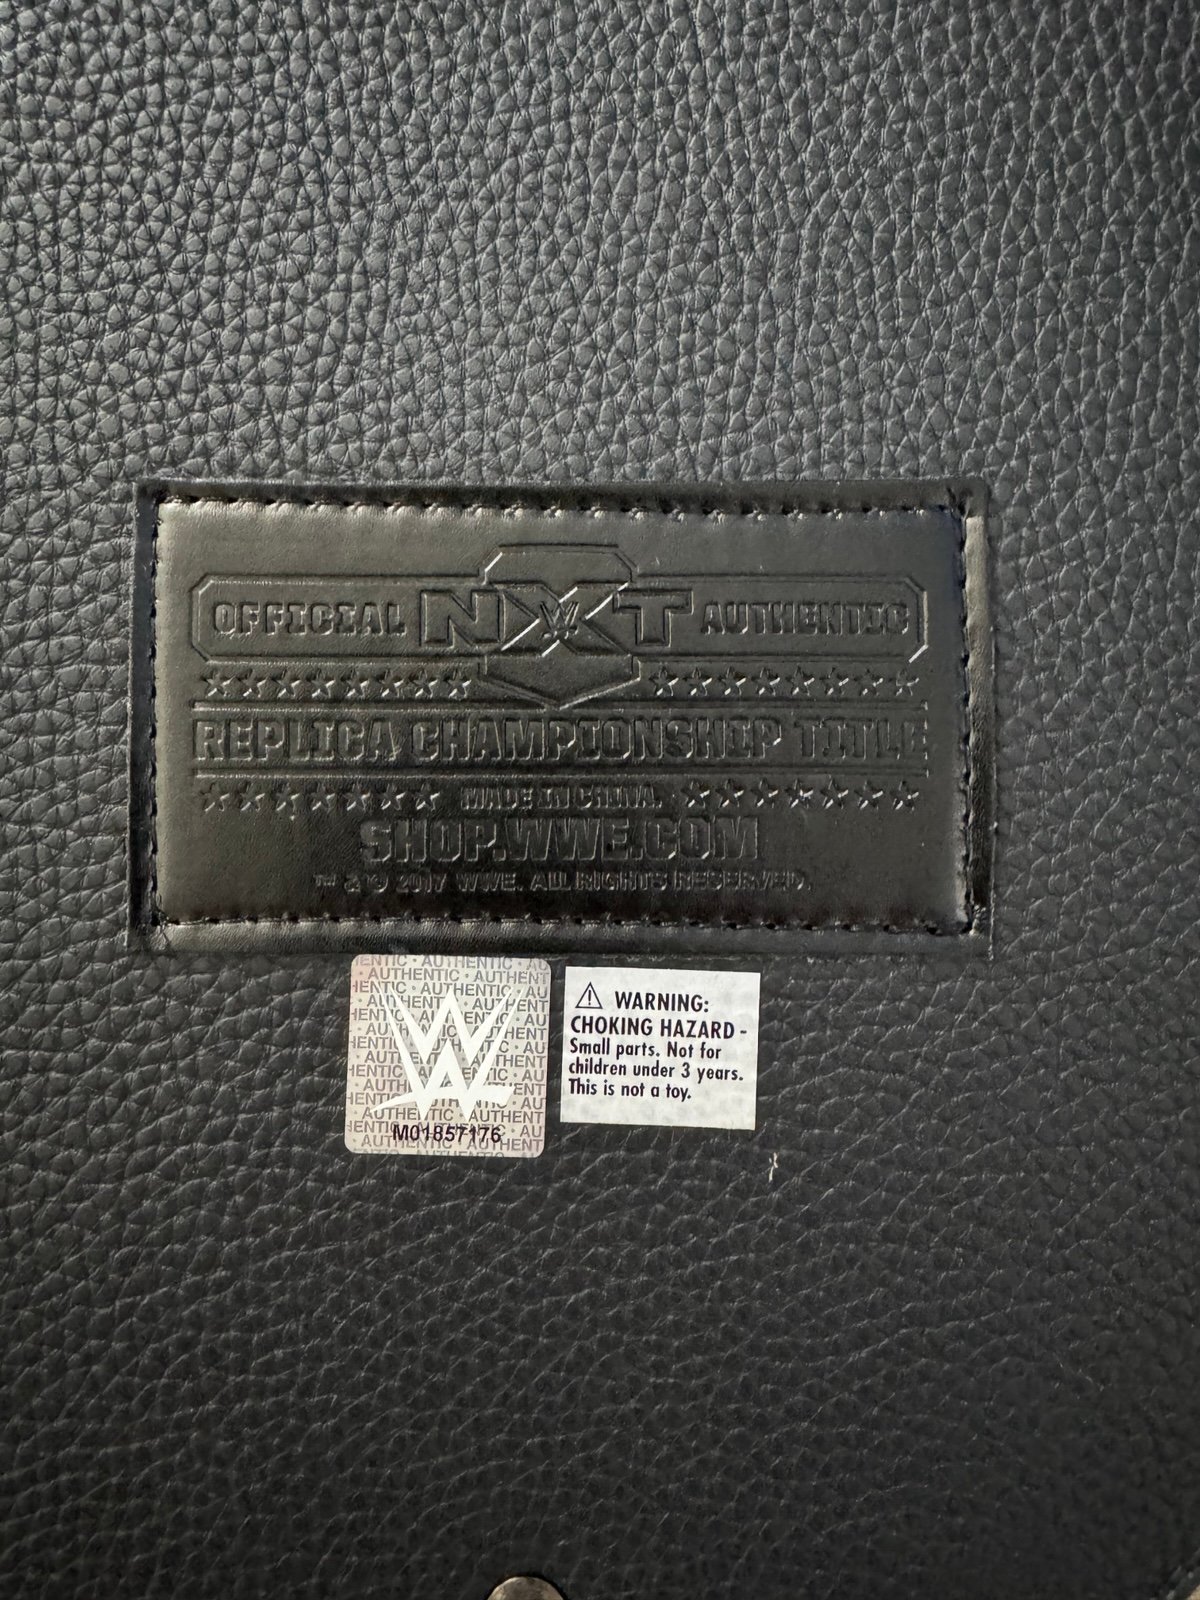 OFFICIAL NXT AUTHENTIC
REPLICA CHAMPIONSHIP TITLE
MADE IN CHINA.
SHOP.WWE.COM
™ & © 2017 WWE. ALL RIGHTS RESERVED.
AUTHENTIC • AUTHENTIC
W
M01857176
⚠ WARNING:
CHOKING HAZARD -
Small parts. Not for
children under 3 years.
This is not a toy.